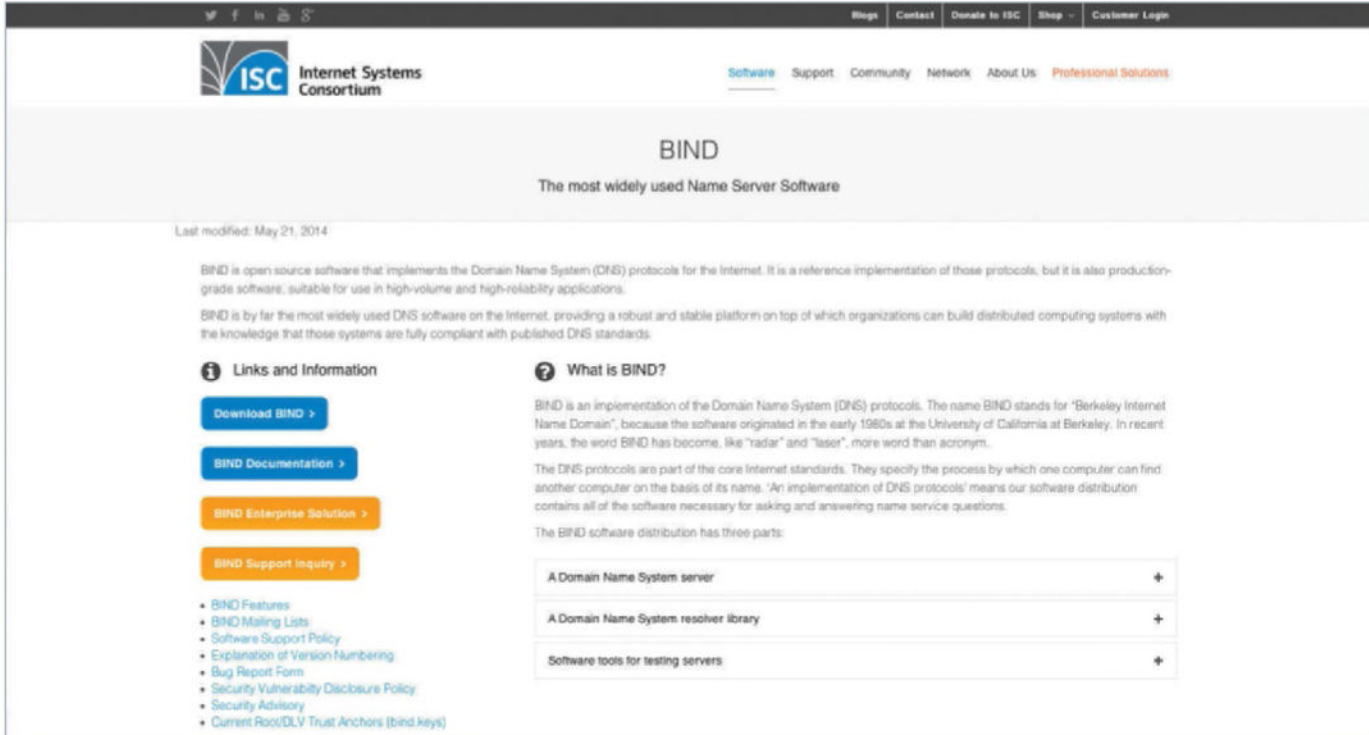 Blogs Contact Donate to ISC Shop Customer Login
ISC Internet Systems
Consortium
Software Support Community Network About Us Professional Solutions
BIND
The most widely used Name Server Software
Last modified: May 21, 2014
BIND is open source software that implements the Domain Name System (DNS) protocols for the Internet. It is a reference implementation of those protocols, but it is also production-
grade software, suitable for use in high-volume and high-reliability applications.
BIND is by far the most widely used DNS software on the Internet, providing a robust and stable platform on top of which organizations can build distributed computing systems with
the knowledge that those systems are fully compliant with published DNS standards.
Links and Information
Download BIND >
BIND Documentation >
BIND Enterprise Solution >
BIND Support Inquiry >
• BIND Features
• BIND Mailing Lists
• Software Support Policy
• Explanation of Version Numbering
• Bug Report Form
• Security Vulnerabilty Disclosure Policy
• Security Advisory
• Current Root/DLV Trust Anchors (bind.keys)
What is BIND?
BIND is an implementation of the Domain Name System (DNS) protocols. The name BIND stands for "Berkeley Internet
Name Domain", because the software originated in the early 1980s at the University of California at Berkeley. In recent
years, the word BIND has become, like "radar" and "laser", more word than acronym.
The DNS protocols are part of the core Internet standards. They specify the process by which one computer can find
another computer on the basis of its name. 'An implementation of DNS protocols' means our software distribution
contains all of the software necessary for asking and answering name service questions.
The BIND software distribution has three parts:
A Domain Name System server +
A Domain Name System resolver library +
Software tools for testing servers +